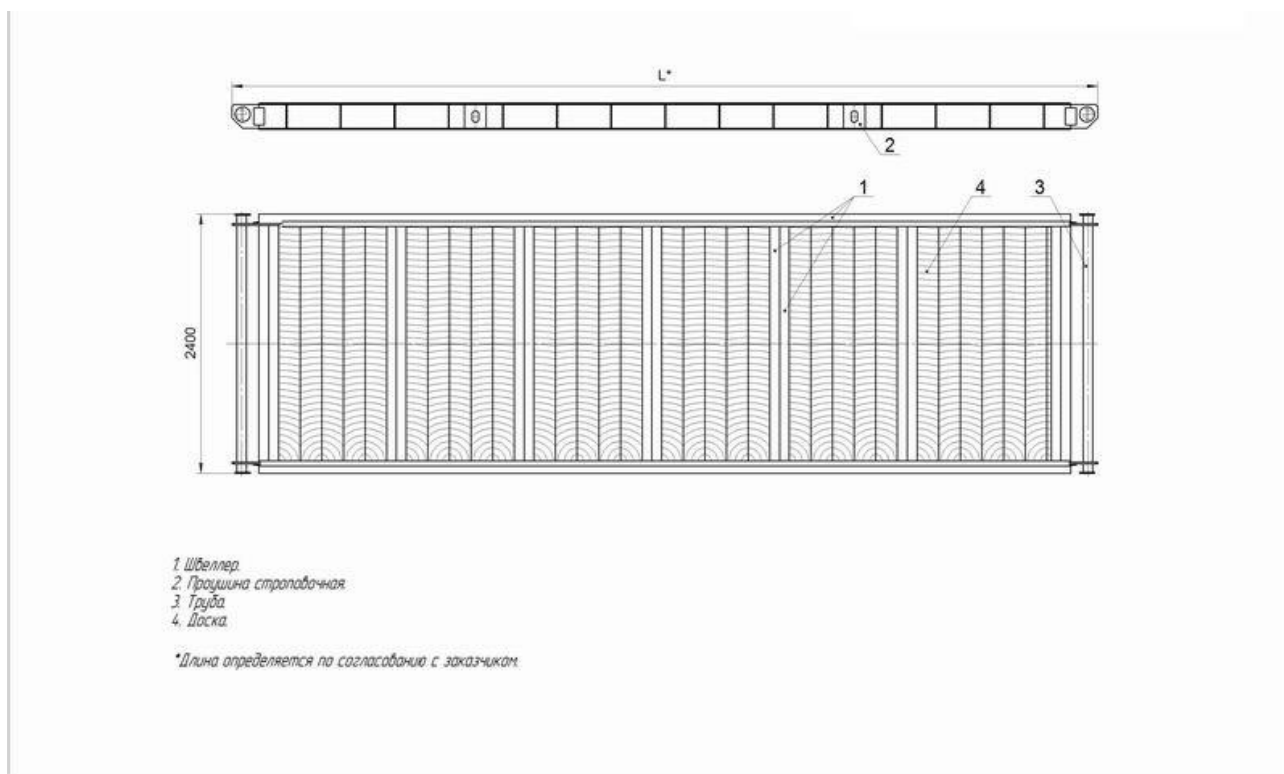 L*
2
1
4
3
2400
1. Швеллер.
2. Проушина строповочная.
3. Труба.
4. Доска.
*Длина определяется по согласованию с заказчиком.